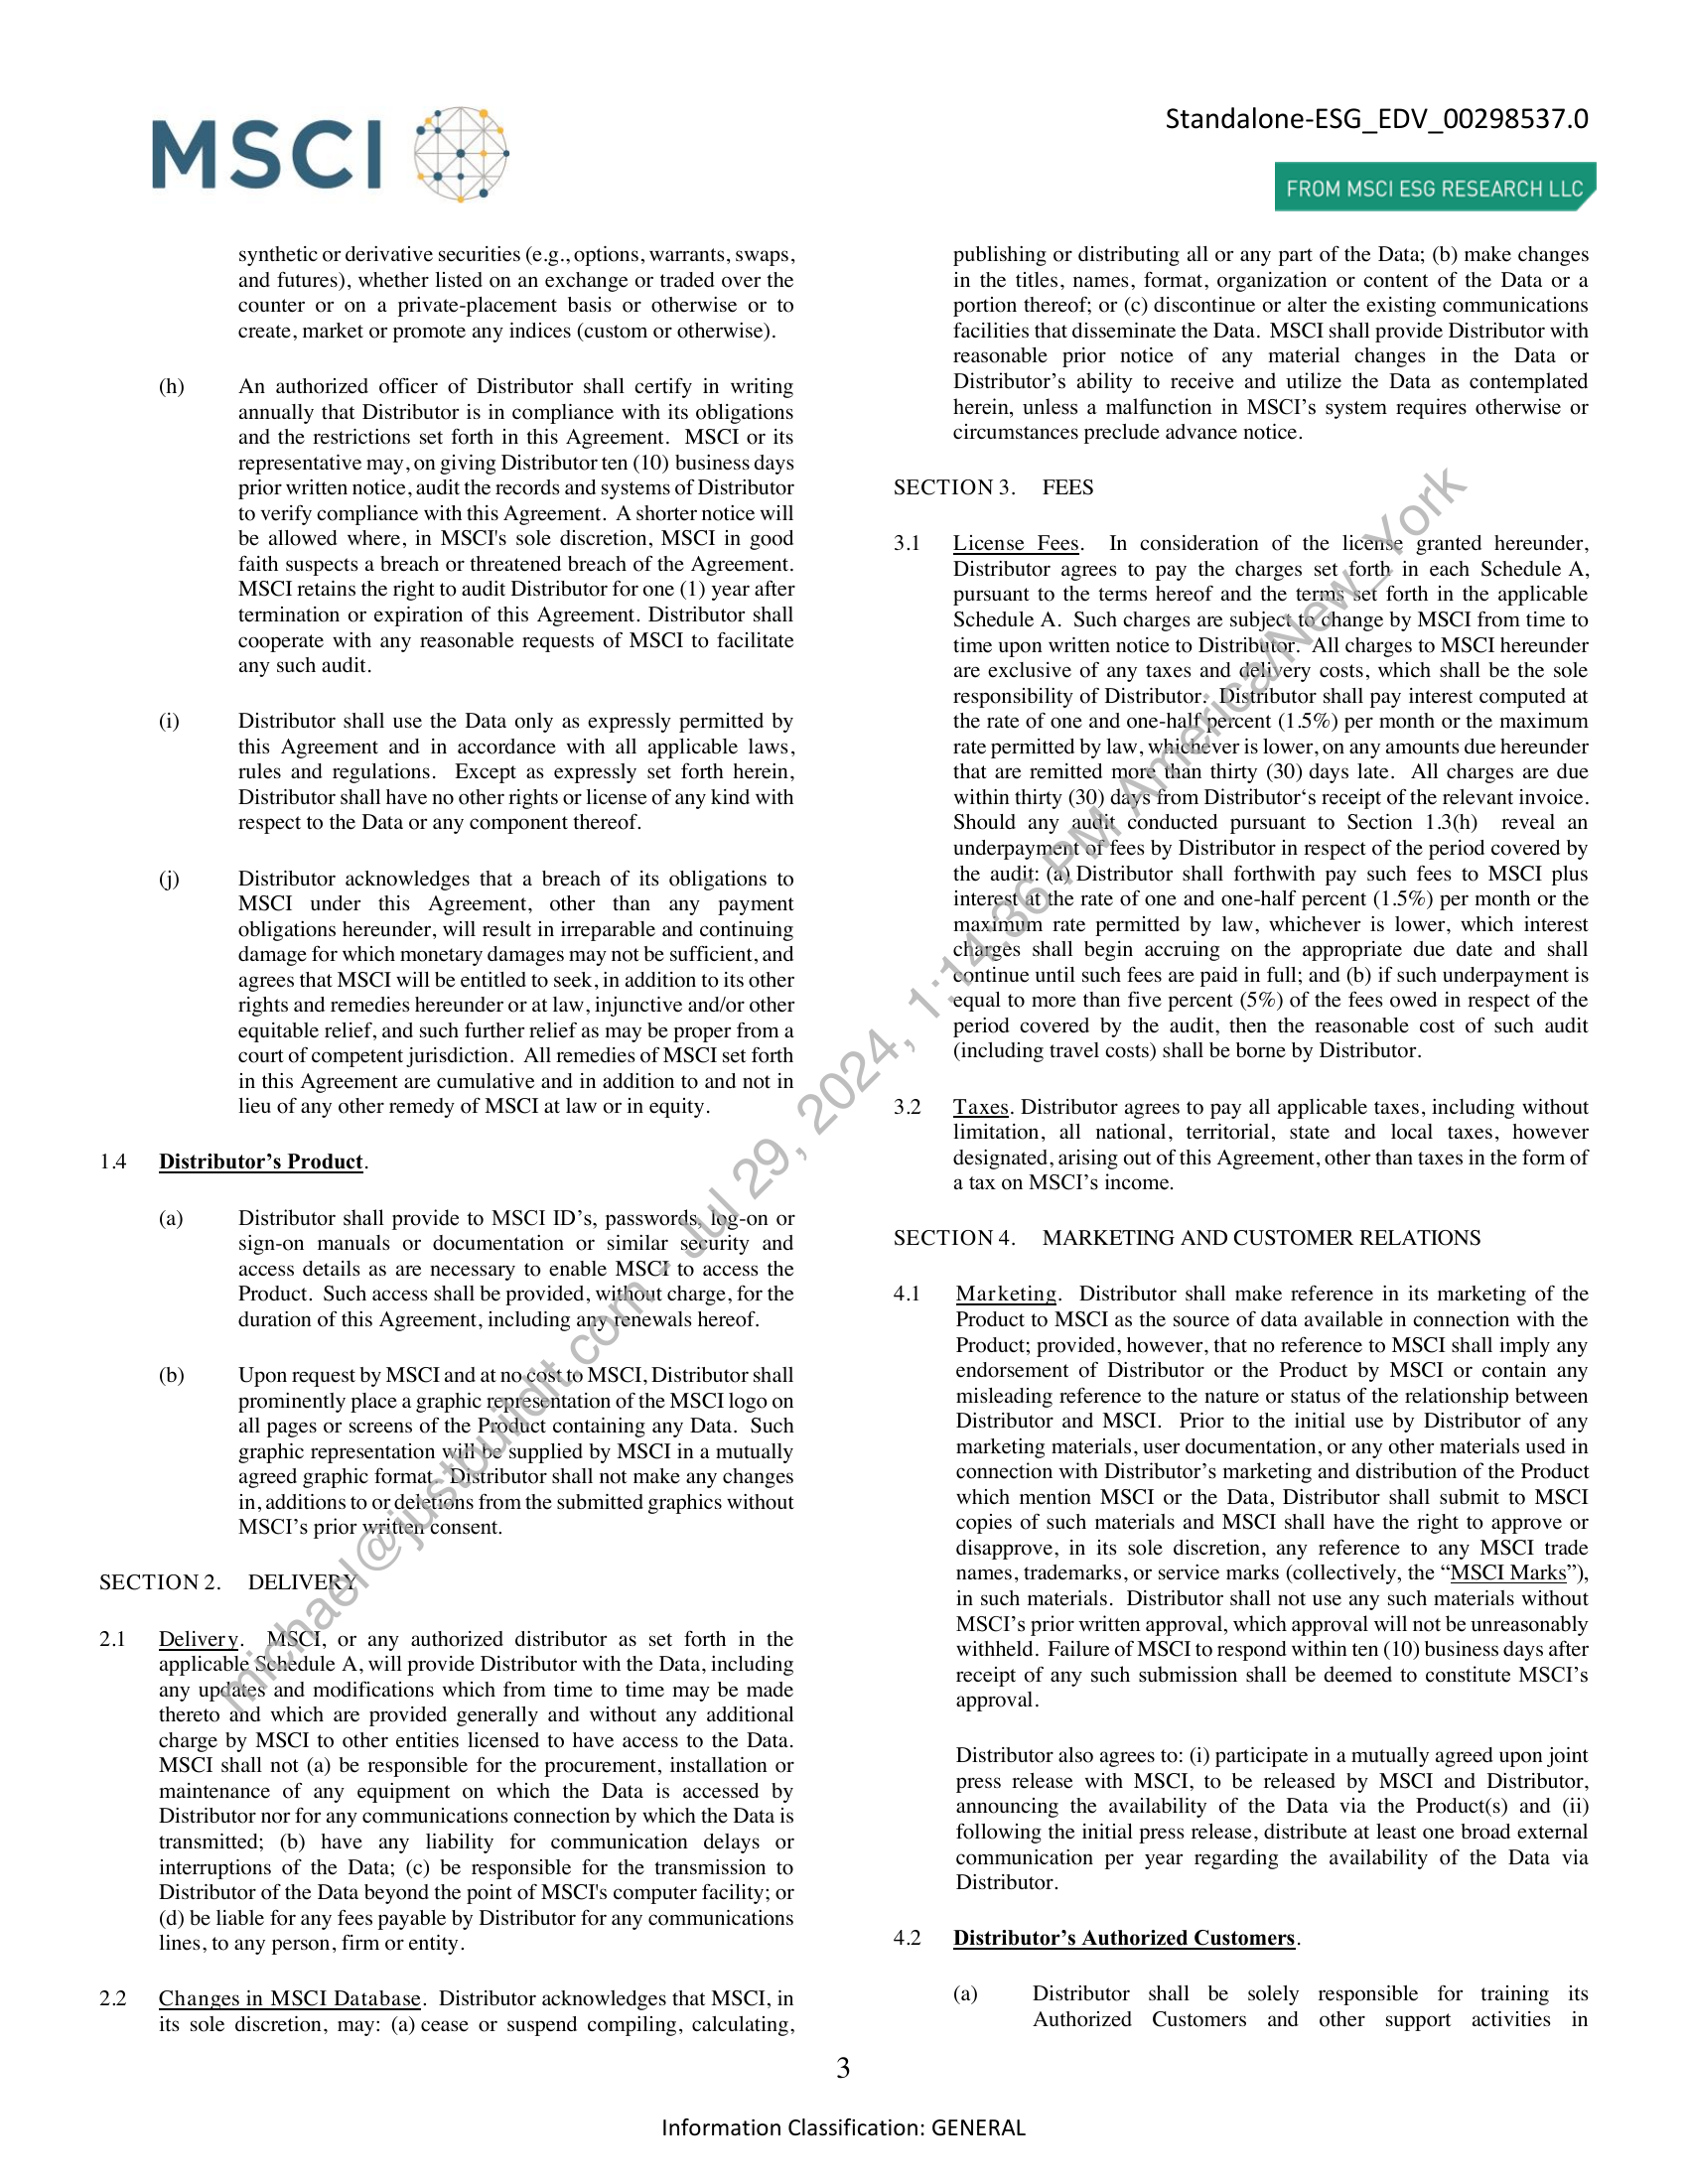 MSCI
Standalone-ESG_EDV_00298537.0
FROM MSCI ESG RESEARCH LLC
synthetic or derivative securities (e.g., options, warrants, swaps,
and futures), whether listed on an exchange or traded over the
counter or on a private-placement basis or otherwise or to
create, market or promote any indices (custom or otherwise).
(h) An authorized officer of Distributor shall certify in writing
annually that Distributor is in compliance with its obligations
and the restrictions set forth in this Agreement. MSCI or its
representative may, on giving Distributor ten (10) business days
prior written notice, audit the records and systems of Distributor
to verify compliance with this Agreement. A shorter notice will
be allowed where, in MSCI's sole discretion, MSCI in good
faith suspects a breach or threatened breach of the Agreement.
MSCI retains the right to audit Distributor for one (1) year after
termination or expiration of this Agreement. Distributor shall
cooperate with any reasonable requests of MSCI to facilitate
any such audit.
(i) Distributor shall use the Data only as expressly permitted by
this Agreement and in accordance with all applicable laws,
rules and regulations. Except as expressly set forth herein,
Distributor shall have no other rights or license of any kind with
respect to the Data or any component thereof.
(j) Distributor acknowledges that a breach of its obligations to
MSCI under this Agreement, other than any payment
obligations hereunder, will result in irreparable and continuing
damage for which monetary damages may not be sufficient, and
agrees that MSCI will be entitled to seek, in addition to its other
rights and remedies hereunder or at law, injunctive and/or other
equitable relief, and such further relief as may be proper from a
court of competent jurisdiction. All remedies of MSCI set forth
in this Agreement are cumulative and in addition to and not in
lieu of any other remedy of MSCI at law or in equity.
1.4 Distributor’s Product.
(a) Distributor shall provide to MSCI ID’s, passwords, log-on or
sign-on manuals or documentation or similar security and
access details as are necessary to enable MSCI to access the
Product. Such access shall be provided, without charge, for the
duration of this Agreement, including any renewals hereof.
(b) Upon request by MSCI and at no cost to MSCI, Distributor shall
prominently place a graphic representation of the MSCI logo on
all pages or screens of the Product containing any Data. Such
graphic representation will be supplied by MSCI in a mutually
agreed graphic format. Distributor shall not make any changes
in, additions to or deletions from the submitted graphics without
MSCI’s prior written consent.
SECTION 2. DELIVERY
2.1 Delivery. MSCI, or any authorized distributor as set forth in the
applicable Schedule A, will provide Distributor with the Data, including
any updates and modifications which from time to time may be made
thereto and which are provided generally and without any additional
charge by MSCI to other entities licensed to have access to the Data.
MSCI shall not (a) be responsible for the procurement, installation or
maintenance of any equipment on which the Data is accessed by
Distributor nor for any communications connection by which the Data is
transmitted; (b) have any liability for communication delays or
interruptions of the Data; (c) be responsible for the transmission to
Distributor of the Data beyond the point of MSCI's computer facility; or
(d) be liable for any fees payable by Distributor for any communications
lines, to any person, firm or entity.
2.2 Changes in MSCI Database. Distributor acknowledges that MSCI, in
its sole discretion, may: (a) cease or suspend compiling, calculating,
publishing or distributing all or any part of the Data; (b) make changes
in the titles, names, format, organization or content of the Data or a
portion thereof; or (c) discontinue or alter the existing communications
facilities that disseminate the Data. MSCI shall provide Distributor with
reasonable prior notice of any material changes in the Data or
Distributor’s ability to receive and utilize the Data as contemplated
herein, unless a malfunction in MSCI’s system requires otherwise or
circumstances preclude advance notice.
SECTION 3. FEES
3.1 License Fees. In consideration of the license granted hereunder,
Distributor agrees to pay the charges set forth in each Schedule A,
pursuant to the terms hereof and the terms set forth in the applicable
Schedule A. Such charges are subject to change by MSCI from time to
time upon written notice to Distributor. All charges to MSCI hereunder
are exclusive of any taxes and delivery costs, which shall be the sole
responsibility of Distributor. Distributor shall pay interest computed at
the rate of one and one-half percent (1.5%) per month or the maximum
rate permitted by law, whichever is lower, on any amounts due hereunder
that are remitted more than thirty (30) days late. All charges are due
within thirty (30) days from Distributor‘s receipt of the relevant invoice.
Should any audit conducted pursuant to Section 1.3(h) reveal an
underpayment of fees by Distributor in respect of the period covered by
the audit: (a) Distributor shall forthwith pay such fees to MSCI plus
interest at the rate of one and one-half percent (1.5%) per month or the
maximum rate permitted by law, whichever is lower, which interest
charges shall begin accruing on the appropriate due date and shall
continue until such fees are paid in full; and (b) if such underpayment is
equal to more than five percent (5%) of the fees owed in respect of the
period covered by the audit, then the reasonable cost of such audit
(including travel costs) shall be borne by Distributor.
3.2 Taxes. Distributor agrees to pay all applicable taxes, including without
limitation, all national, territorial, state and local taxes, however
designated, arising out of this Agreement, other than taxes in the form of
a tax on MSCI’s income.
SECTION 4. MARKETING AND CUSTOMER RELATIONS
4.1 Marketing. Distributor shall make reference in its marketing of the
Product to MSCI as the source of data available in connection with the
Product; provided, however, that no reference to MSCI shall imply any
endorsement of Distributor or the Product by MSCI or contain any
misleading reference to the nature or status of the relationship between
Distributor and MSCI. Prior to the initial use by Distributor of any
marketing materials, user documentation, or any other materials used in
connection with Distributor’s marketing and distribution of the Product
which mention MSCI or the Data, Distributor shall submit to MSCI
copies of such materials and MSCI shall have the right to approve or
disapprove, in its sole discretion, any reference to any MSCI trade
names, trademarks, or service marks (collectively, the “MSCI Marks”),
in such materials. Distributor shall not use any such materials without
MSCI’s prior written approval, which approval will not be unreasonably
withheld. Failure of MSCI to respond within ten (10) business days after
receipt of any such submission shall be deemed to constitute MSCI’s
approval.
Distributor also agrees to: (i) participate in a mutually agreed upon joint
press release with MSCI, to be released by MSCI and Distributor,
announcing the availability of the Data via the Product(s) and (ii)
following the initial press release, distribute at least one broad external
communication per year regarding the availability of the Data via
Distributor.
4.2 Distributor’s Authorized Customers.
(a) Distributor shall be solely responsible for training its
Authorized Customers and other support activities in
michael@justbuildit.com - Jul 29, 2024, 1:14:36 PM America/New_York
3
Information Classification: GENERAL